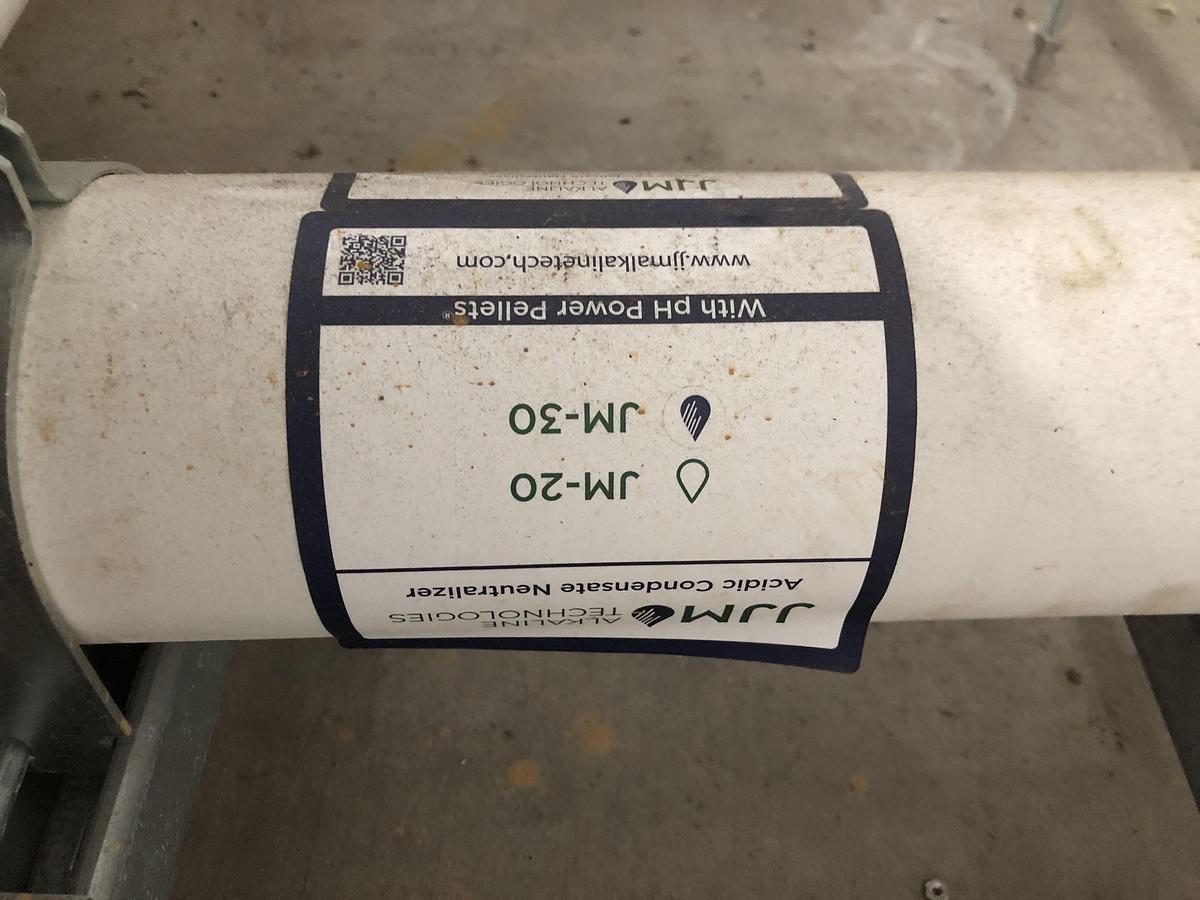 JJM ALKALINE
TECHNOLOGIES
Acidic Condensate Neutralizer
JM-20
JM-30
With pH Power Pellets®
www.jjmalkalinetech.com
JJM ALKALINE
TECHNOLOGIES